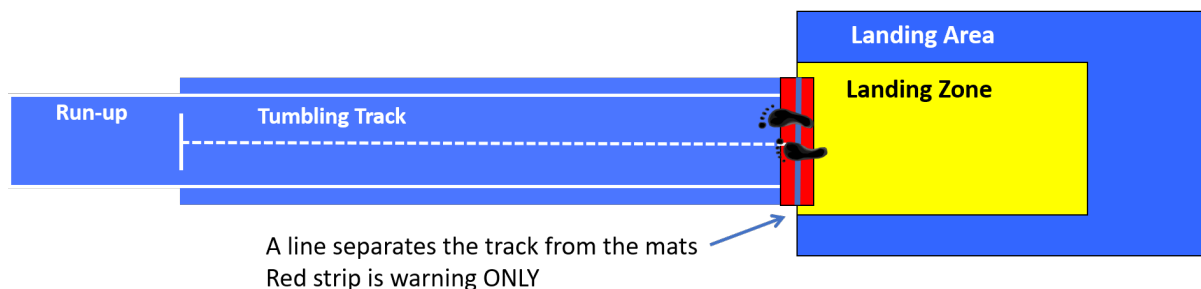 Landing Area
Landing Zone
Run-up
Tumbling Track
A line separates the track from the mats
Red strip is warning ONLY